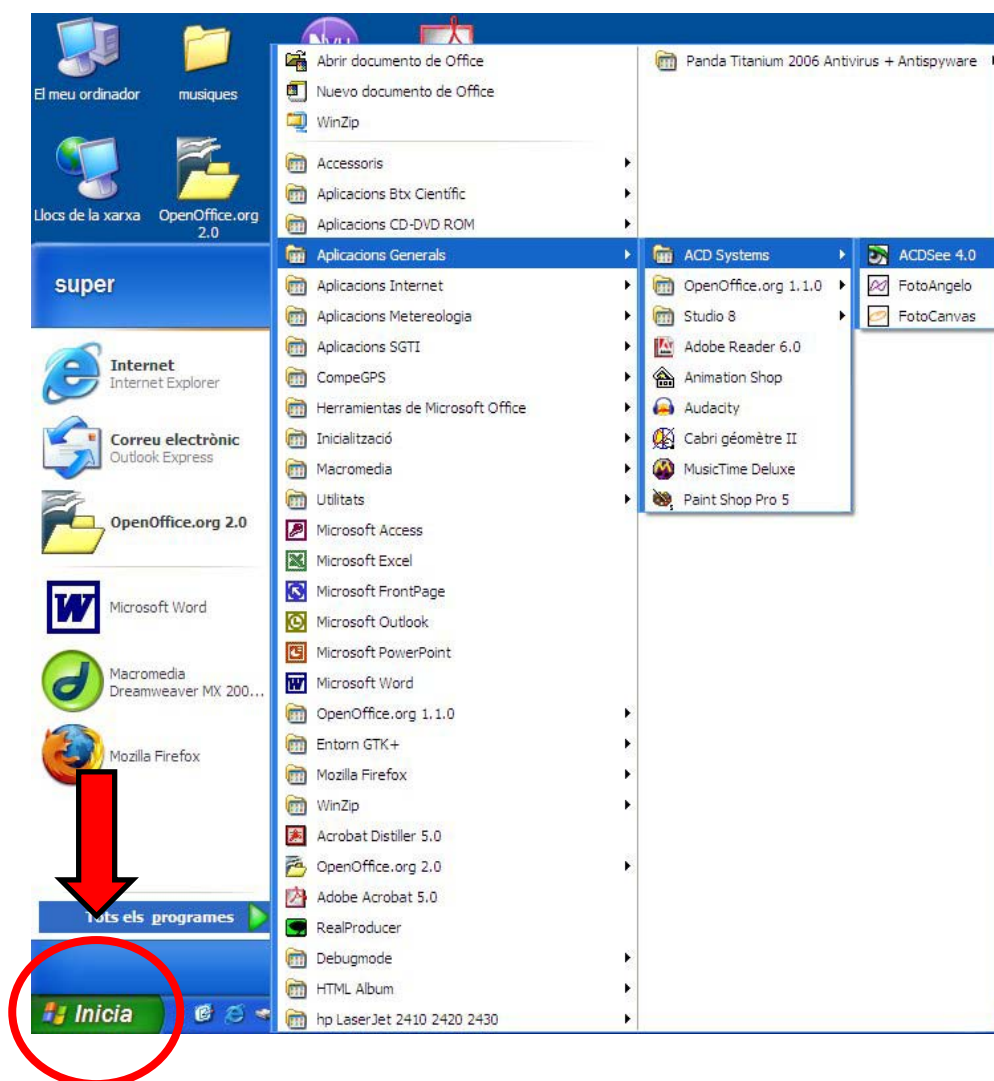 El meu ordinador
musiques
Llocs de la xarxa
OpenOffice.org
2.0
super
Internet
Internet Explorer
Correu electrònic
Outlook Express
OpenOffice.org 2.0
Microsoft Word
Macromedia
Dreamweaver MX 200...
Mozilla Firefox
Tots els programes
Inicia
Abrir documento de Office
Nuevo documento de Office
WinZip
Accessoris
Aplicacions Btx Científic
Aplicacions CD-DVD ROM
Aplicacions Generals
Aplicacions Internet
Aplicacions Metereologia
Aplicacions SGTI
CompeGPS
Herramientas de Microsoft Office
Inicialització
Macromedia
Utilitats
Microsoft Access
Microsoft Excel
Microsoft FrontPage
Microsoft Outlook
Microsoft PowerPoint
Microsoft Word
OpenOffice.org 1.1.0
Entorn GTK+
Mozilla Firefox
WinZip
Acrobat Distiller 5.0
OpenOffice.org 2.0
Adobe Acrobat 5.0
RealProducer
Debugmode
HTML Album
hp LaserJet 2410 2420 2430
Panda Titanium 2006 Antivirus + Antispyware
ACD Systems
OpenOffice.org 1.1.0
Studio 8
Adobe Reader 6.0
Animation Shop
Audacity
Cabri géomètre II
MusicTime Deluxe
Paint Shop Pro 5
ACDSee 4.0
FotoAngelo
FotoCanvas